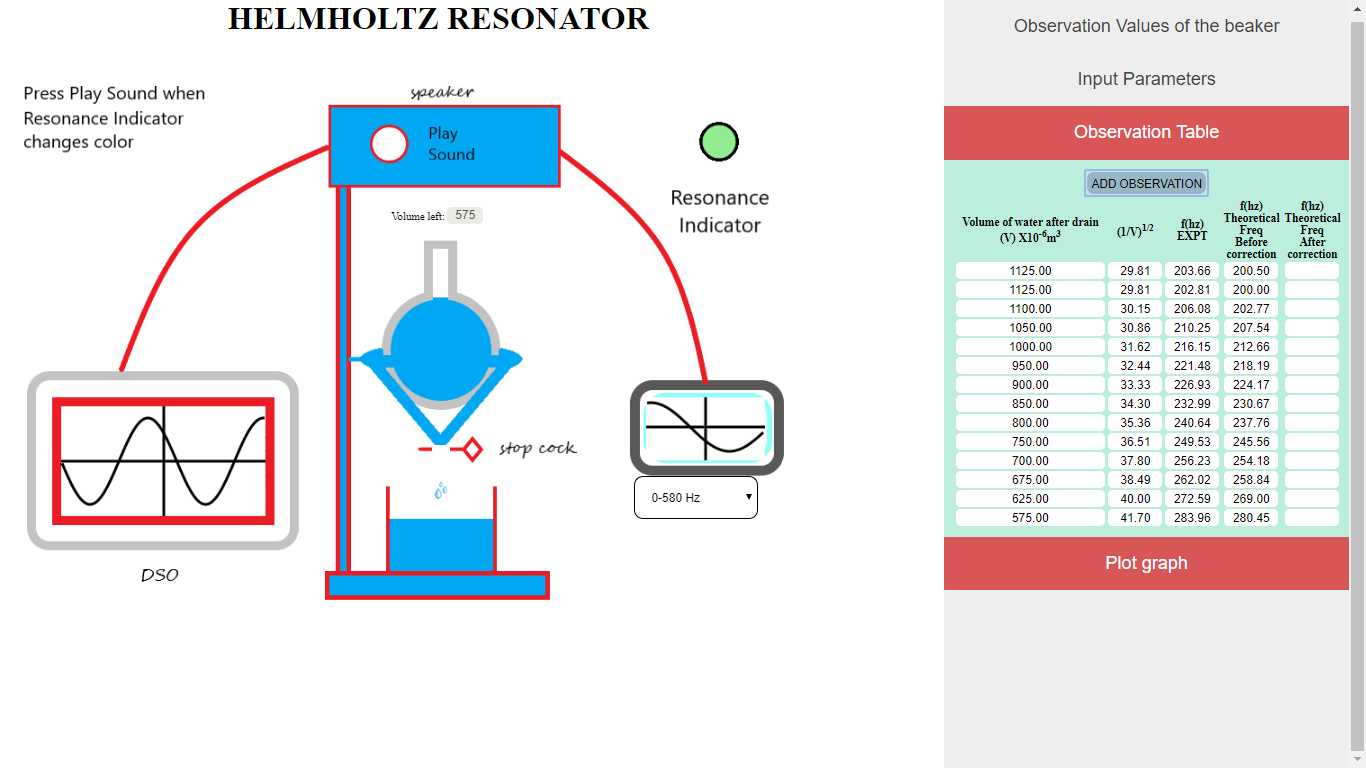 HELMHOLTZ RESONATOR
Press Play Sound when
Resonance Indicator
changes color
speaker
Play
Sound
Resonance
Indicator
Volume left: 575
stop cock
0-580 Hz
DSO
Observation Values of the beaker
Input Parameters
Observation Table
ADD OBSERVATION
Volume of water after drain
(V) X10⁻⁶m³
(1/V)¹ᐟ²
f(hz)
EXPT
f(hz)
Theoretical
Freq
Before
correction
f(hz)
Theoretical
Freq
After
correction
1125.00 29.81 203.66 200.50
1125.00 29.81 202.81 200.00
1100.00 30.15 206.08 202.77
1050.00 30.86 210.25 207.54
1000.00 31.62 216.15 212.66
950.00 32.44 221.48 218.19
900.00 33.33 226.93 224.17
850.00 34.30 232.99 230.67
800.00 35.36 240.64 237.76
750.00 36.51 249.53 245.56
700.00 37.80 256.23 254.18
675.00 38.49 262.02 258.84
625.00 40.00 272.59 269.00
575.00 41.70 283.96 280.45
Plot graph